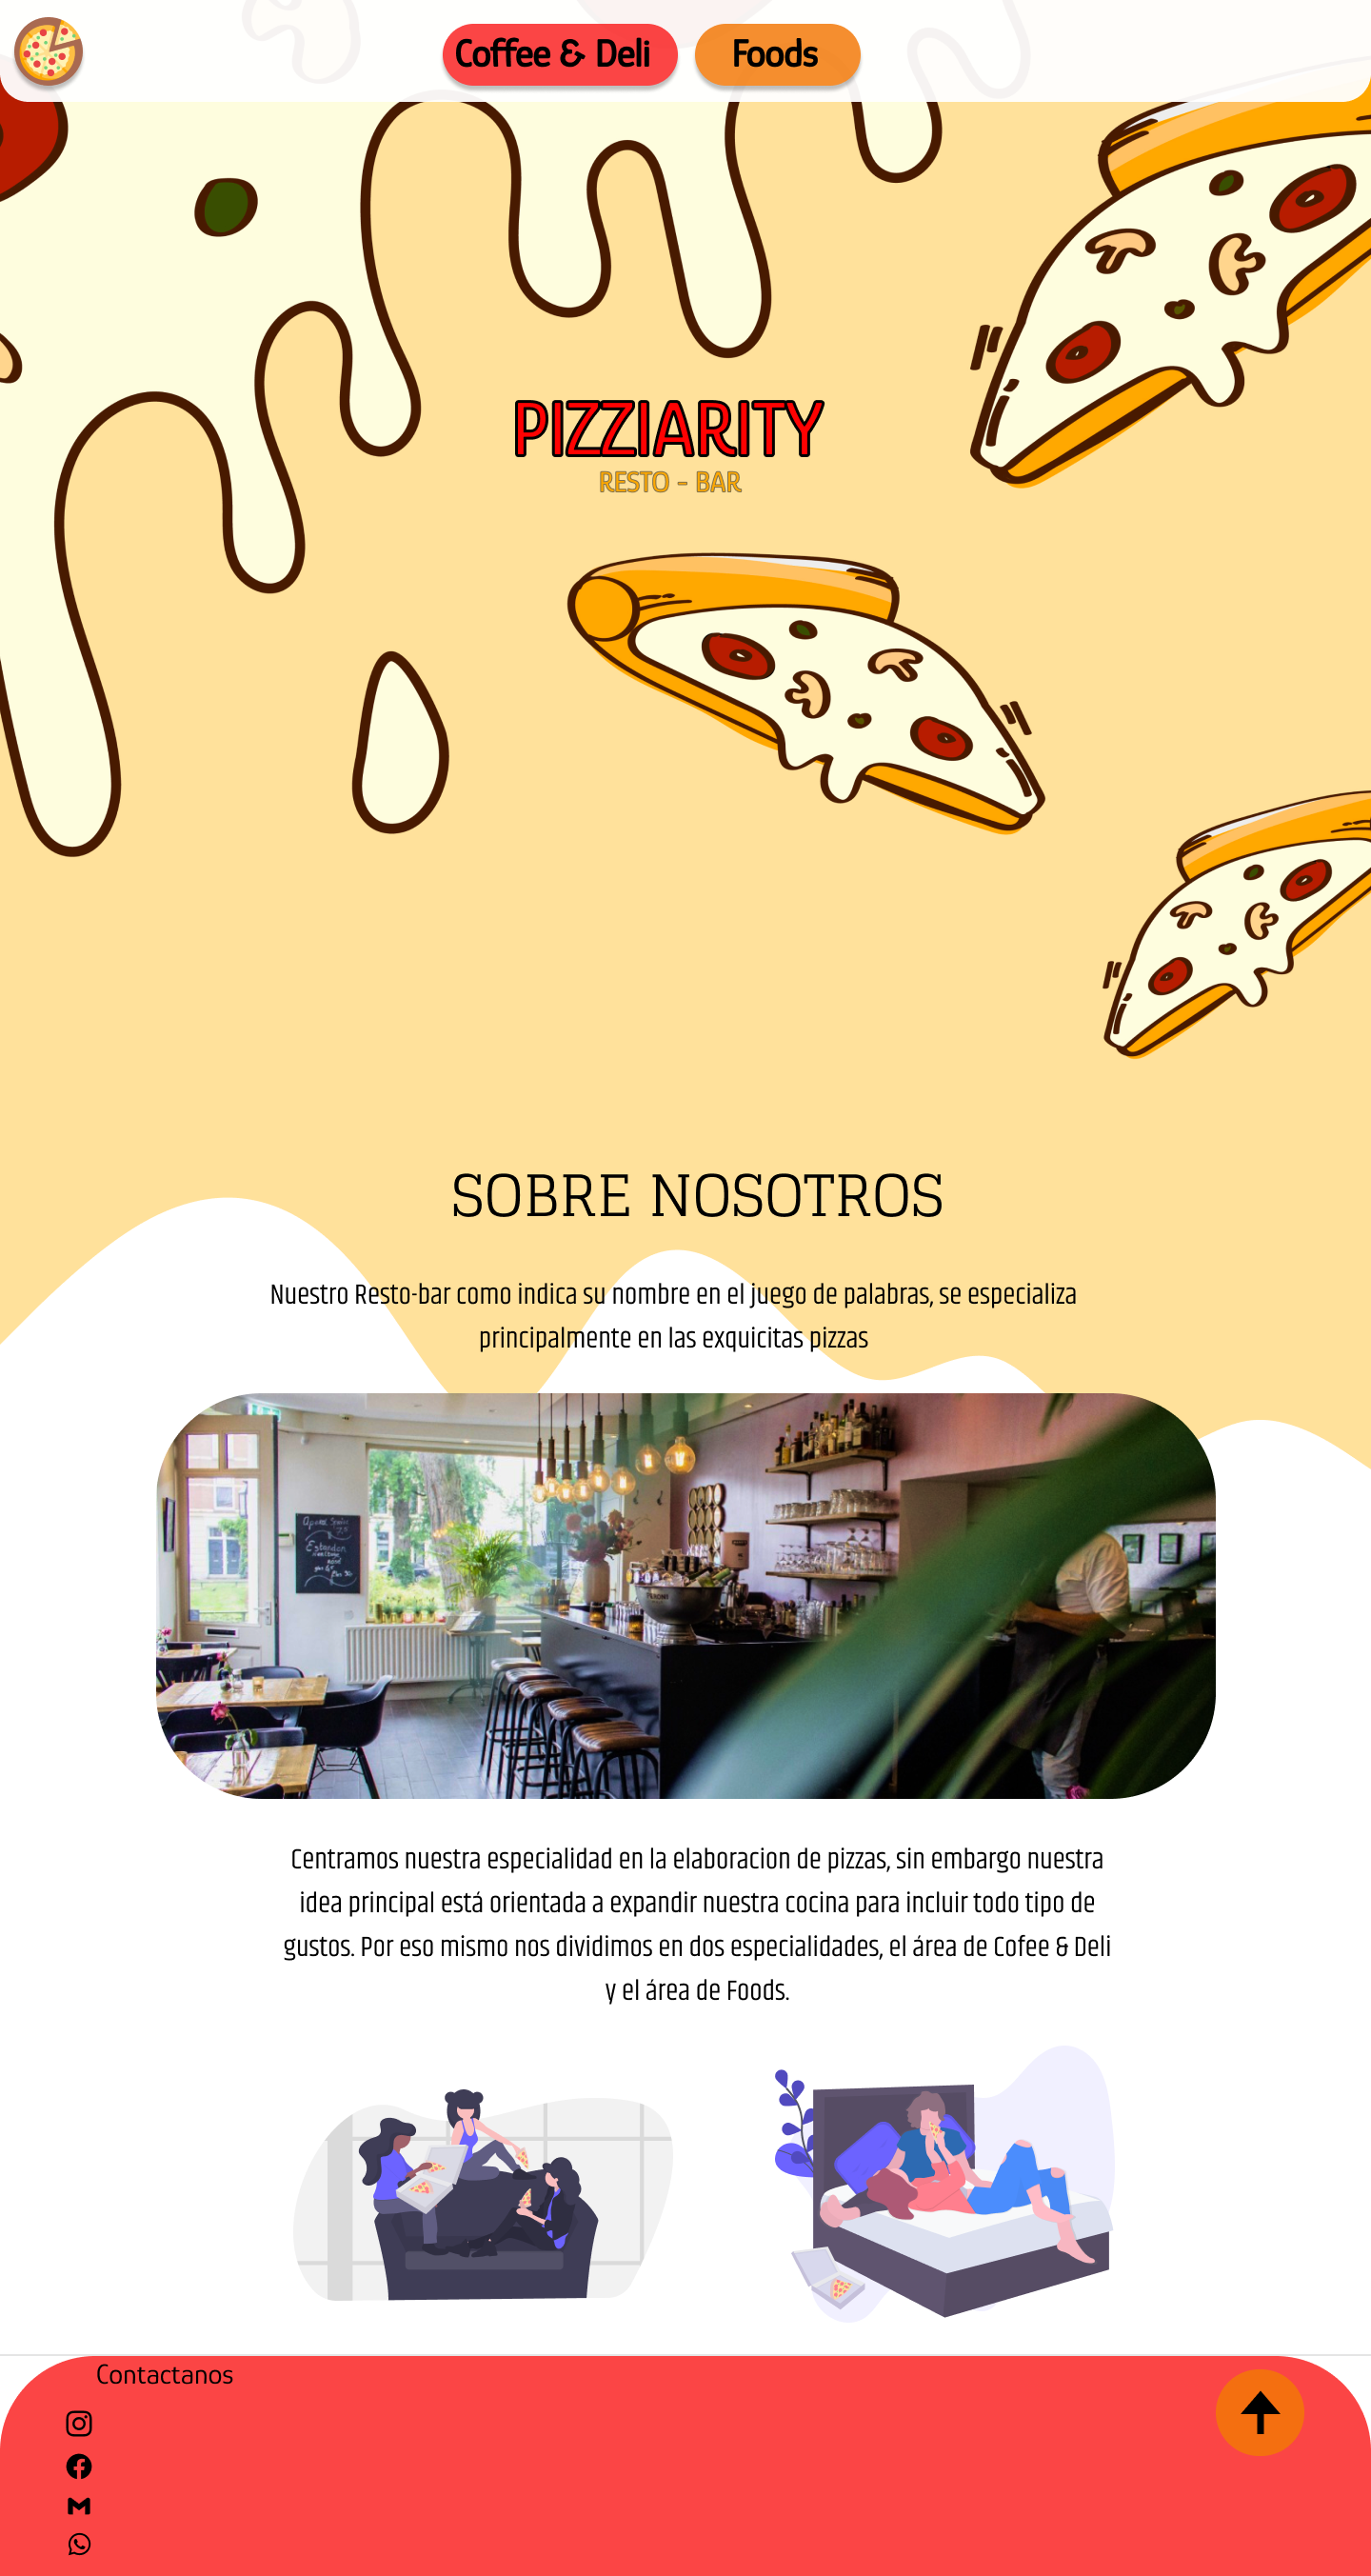 Coffee & Deli
Foods
PIZZIARITY
RESTO - BAR
SOBRE NOSOTROS
Nuestro Resto-bar como indica su nombre en el juego de palabras, se especializa
principalmente en las exquicitas pizzas
Centramos nuestra especialidad en la elaboracion de pizzas, sin embargo nuestra
idea principal está orientada a expandir nuestra cocina para incluir todo tipo de
gustos. Por eso mismo nos dividimos en dos especialidades, el área de Cofee & Deli
y el área de Foods.
Contactanos